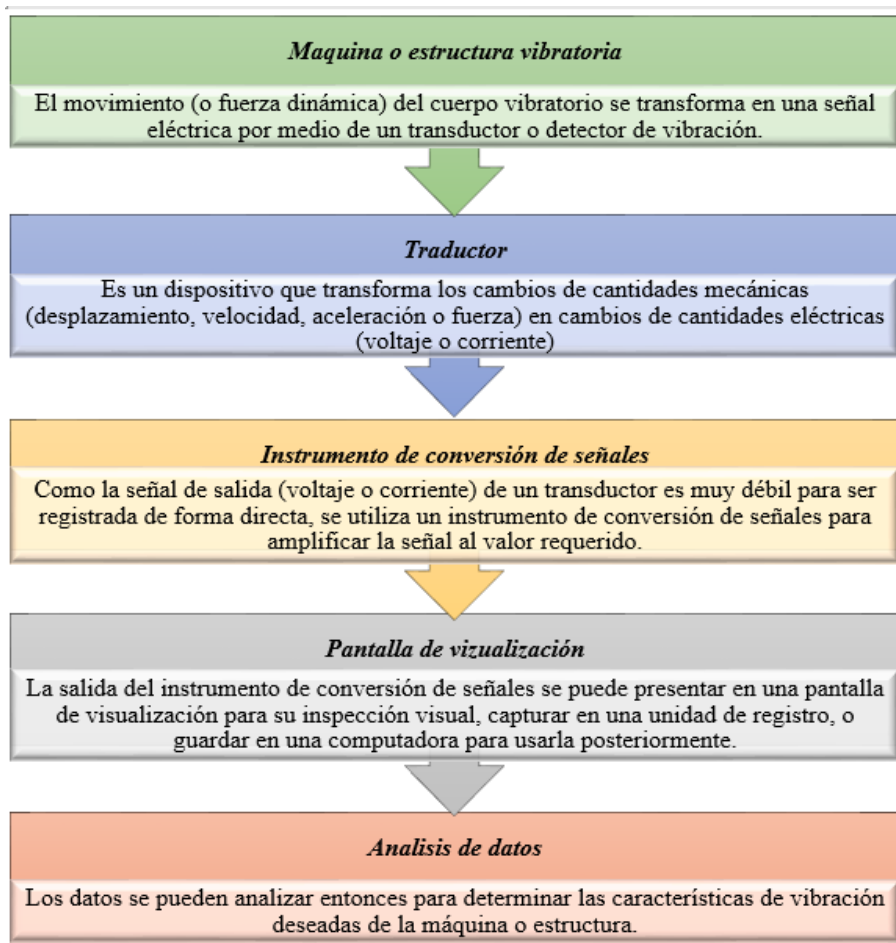 Maquina o estructura vibratoria
El movimiento (o fuerza dinámica) del cuerpo vibratorio se transforma en una señal
eléctrica por medio de un transductor o detector de vibración.
Traductor
Es un dispositivo que transforma los cambios de cantidades mecánicas
(desplazamiento, velocidad, aceleración o fuerza) en cambios de cantidades eléctricas
(voltaje o corriente)
Instrumento de conversión de señales
Como la señal de salida (voltaje o corriente) de un transductor es muy débil para ser
registrada de forma directa, se utiliza un instrumento de conversión de señales para
amplificar la señal al valor requerido.
Pantalla de vizualización
La salida del instrumento de conversión de señales se puede presentar en una pantalla
de visualización para su inspección visual, capturar en una unidad de registro, o
guardar en una computadora para usarla posteriormente.
Analisis de datos
Los datos se pueden analizar entonces para determinar las características de vibración
deseadas de la máquina o estructura.